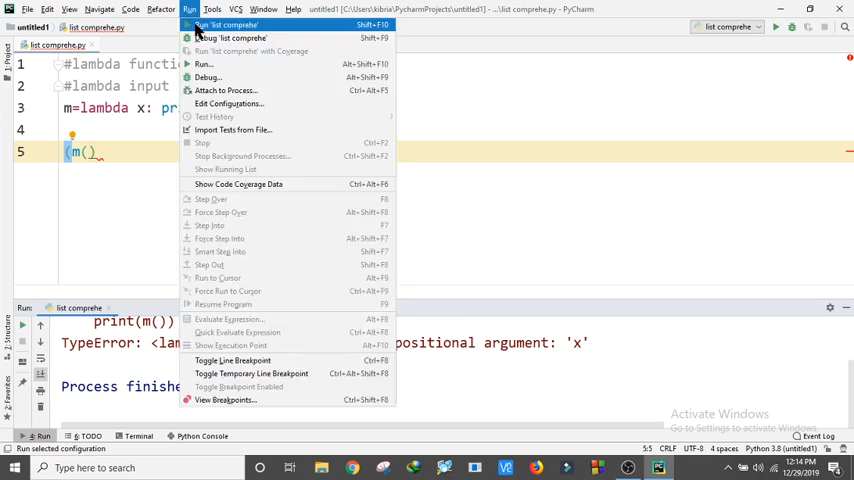 File Edit View Navigate Code Refactor Run Tools VCS Window Help untitled1 [C:\Users\kibria\PycharmProjects\untitled1] - ...\list comprehe.py - PyCharm
untitled1 list comprehe.py list comprehe
list comprehe.py
1: Project
1 #lambda
2 #lambda input
3 m=lambda x:
4
5 (m()
Run 'list comprehe' Shift+F10
Debug 'list comprehe' Shift+F9
Run 'list comprehe' with Coverage
Run... Alt+Shift+F10
Debug... Alt+Shift+F9
Attach to Process... Ctrl+Alt+F5
Edit Configurations...
Test History
Import Tests from File...
Stop Ctrl+F2
Stop Background Processes... Ctrl+Shift+F2
Show Running List
Show Code Coverage Data Ctrl+Alt+F6
Step Over F8
Force Step Over Alt+Shift+F8
Step Into F7
Force Step Into Alt+Shift+F7
Smart Step Into Shift+F7
Step Out Shift+F8
Run to Cursor Alt+F9
Force Run to Cursor Ctrl+Alt+F9
Resume Program F9
Evaluate Expression... Alt+F8
Quick Evaluate Expression Ctrl+Alt+F8
Show Execution Point Alt+F10
Toggle Line Breakpoint Ctrl+F8
Toggle Temporary Line Breakpoint Ctrl+Alt+Shift+F8
Toggle Breakpoint Enabled
View Breakpoints... Ctrl+Shift+F8
Run: list comprehe
print(m())
TypeError: positional argument: 'x'
Process
Z: Structure
2: Favorites
Activate Windows
Go to Settings to activate Windows.
4: Run 6: TODO Terminal Python Console Event Log
Run selected configuration 5:5 CRLF UTF-8 4 spaces Python 3.8 (untitled1)
Type here to search
12:14 PM
12/29/2019